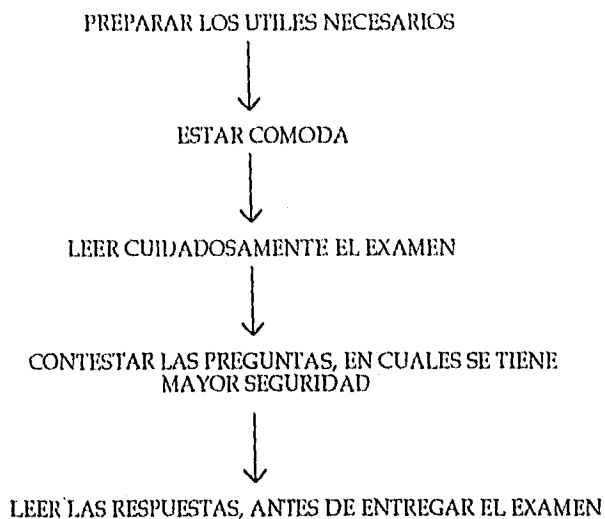 PREPARAR LOS UTILES NECESARIOS
ESTAR COMODA
LEER CUIDADOSAMENTE EL EXAMEN
CONTESTAR LAS PREGUNTAS, EN CUALES SE TIENE
MAYOR SEGURIDAD
LEER LAS RESPUESTAS, ANTES DE ENTREGAR EL EXAMEN